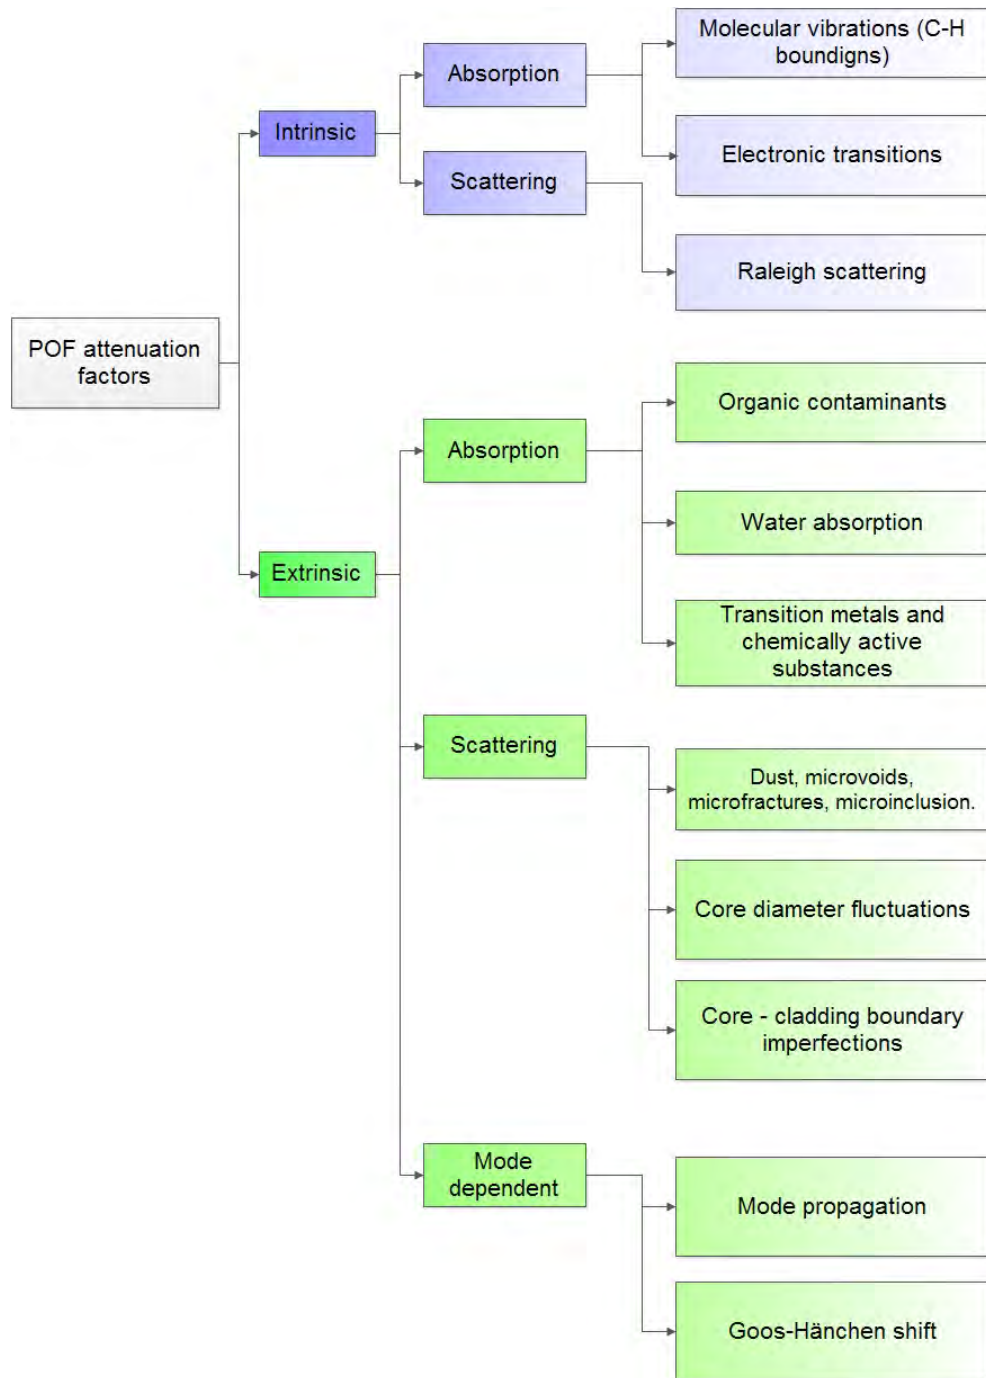 Molecular vibrations (C-H
boundigns)
Absorption
Intrinsic
Electronic transitions
Scattering
Raleigh scattering
POF attenuation
factors
Organic contaminants
Absorption
Water absorption
Extrinsic
Transition metals and
chemically active
substances
Scattering
Dust, microvoids,
microfractures, microinclusion.
Core diameter fluctuations
Core - cladding boundary
imperfections
Mode
dependent
Mode propagation
Goos-Hänchen shift